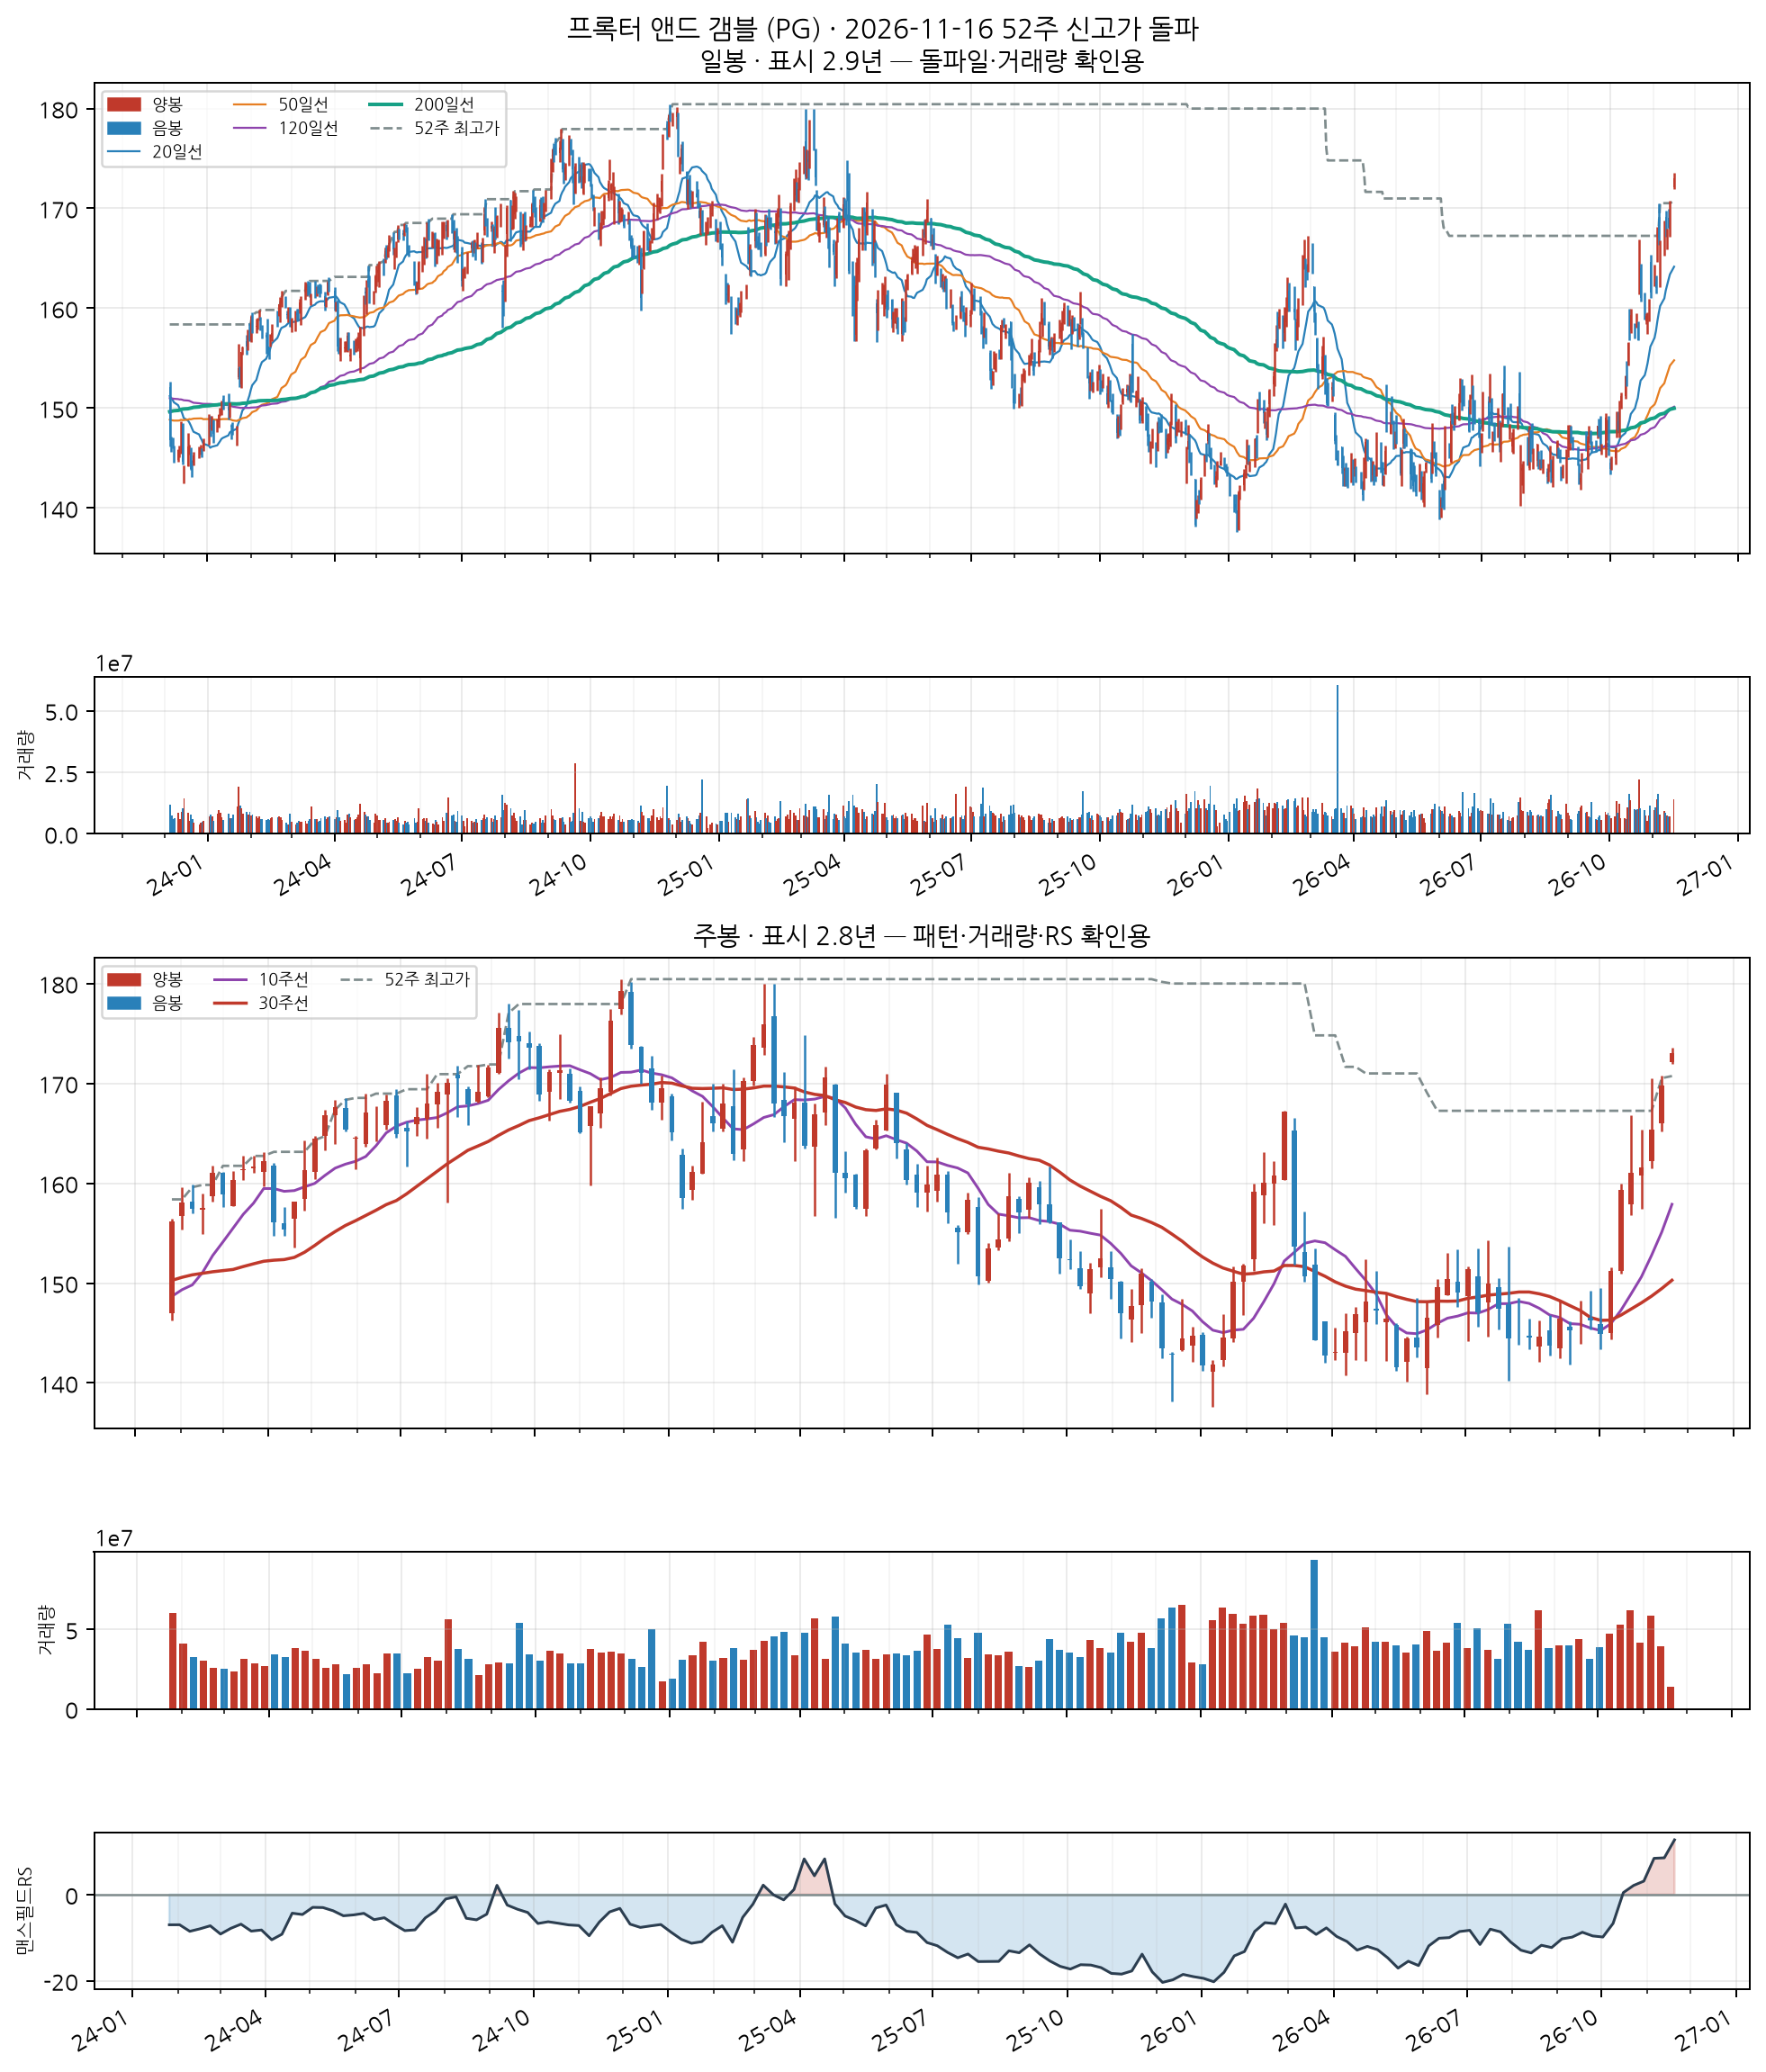 프록터 앤드 갬블 (PG) · 2026-11-16 52주 신고가 돌파
일봉 · 표시 2.9년 — 돌파일·거래량 확인용
양봉 50일선 200일선
음봉 120일선 52주 최고가
20일선
180
170
160
150
140
1e7
거래량
5.0
2.5
0.0
24-01 24-04 24-07 24-10 25-01 25-04 25-07 25-10 26-01 26-04 26-07 26-10 27-01
주봉 · 표시 2.8년 — 패턴·거래량·RS 확인용
양봉 10주선 52주 최고가
음봉 30주선
180
170
160
150
140
1e7
거래량
5
0
맨스필드RS
0
-20
24-01 24-04 24-07 24-10 25-01 25-04 25-07 25-10 26-01 26-04 26-07 26-10 27-01